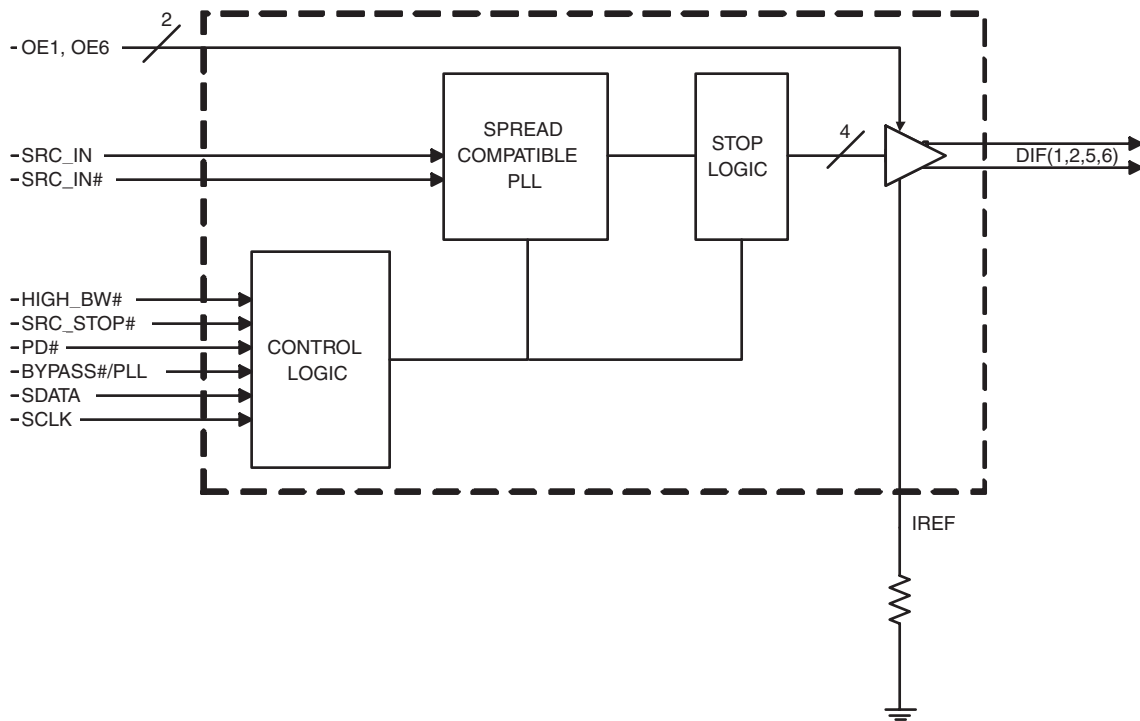 2
OE1, OE6
SPREAD
COMPATIBLE
PLL
STOP
LOGIC
4
DIF(1,2,5,6)
SRC_IN
SRC_IN#
HIGH_BW#
SRC_STOP#
PD#
BYPASS#/PLL
SDATA
SCLK
CONTROL
LOGIC
IREF